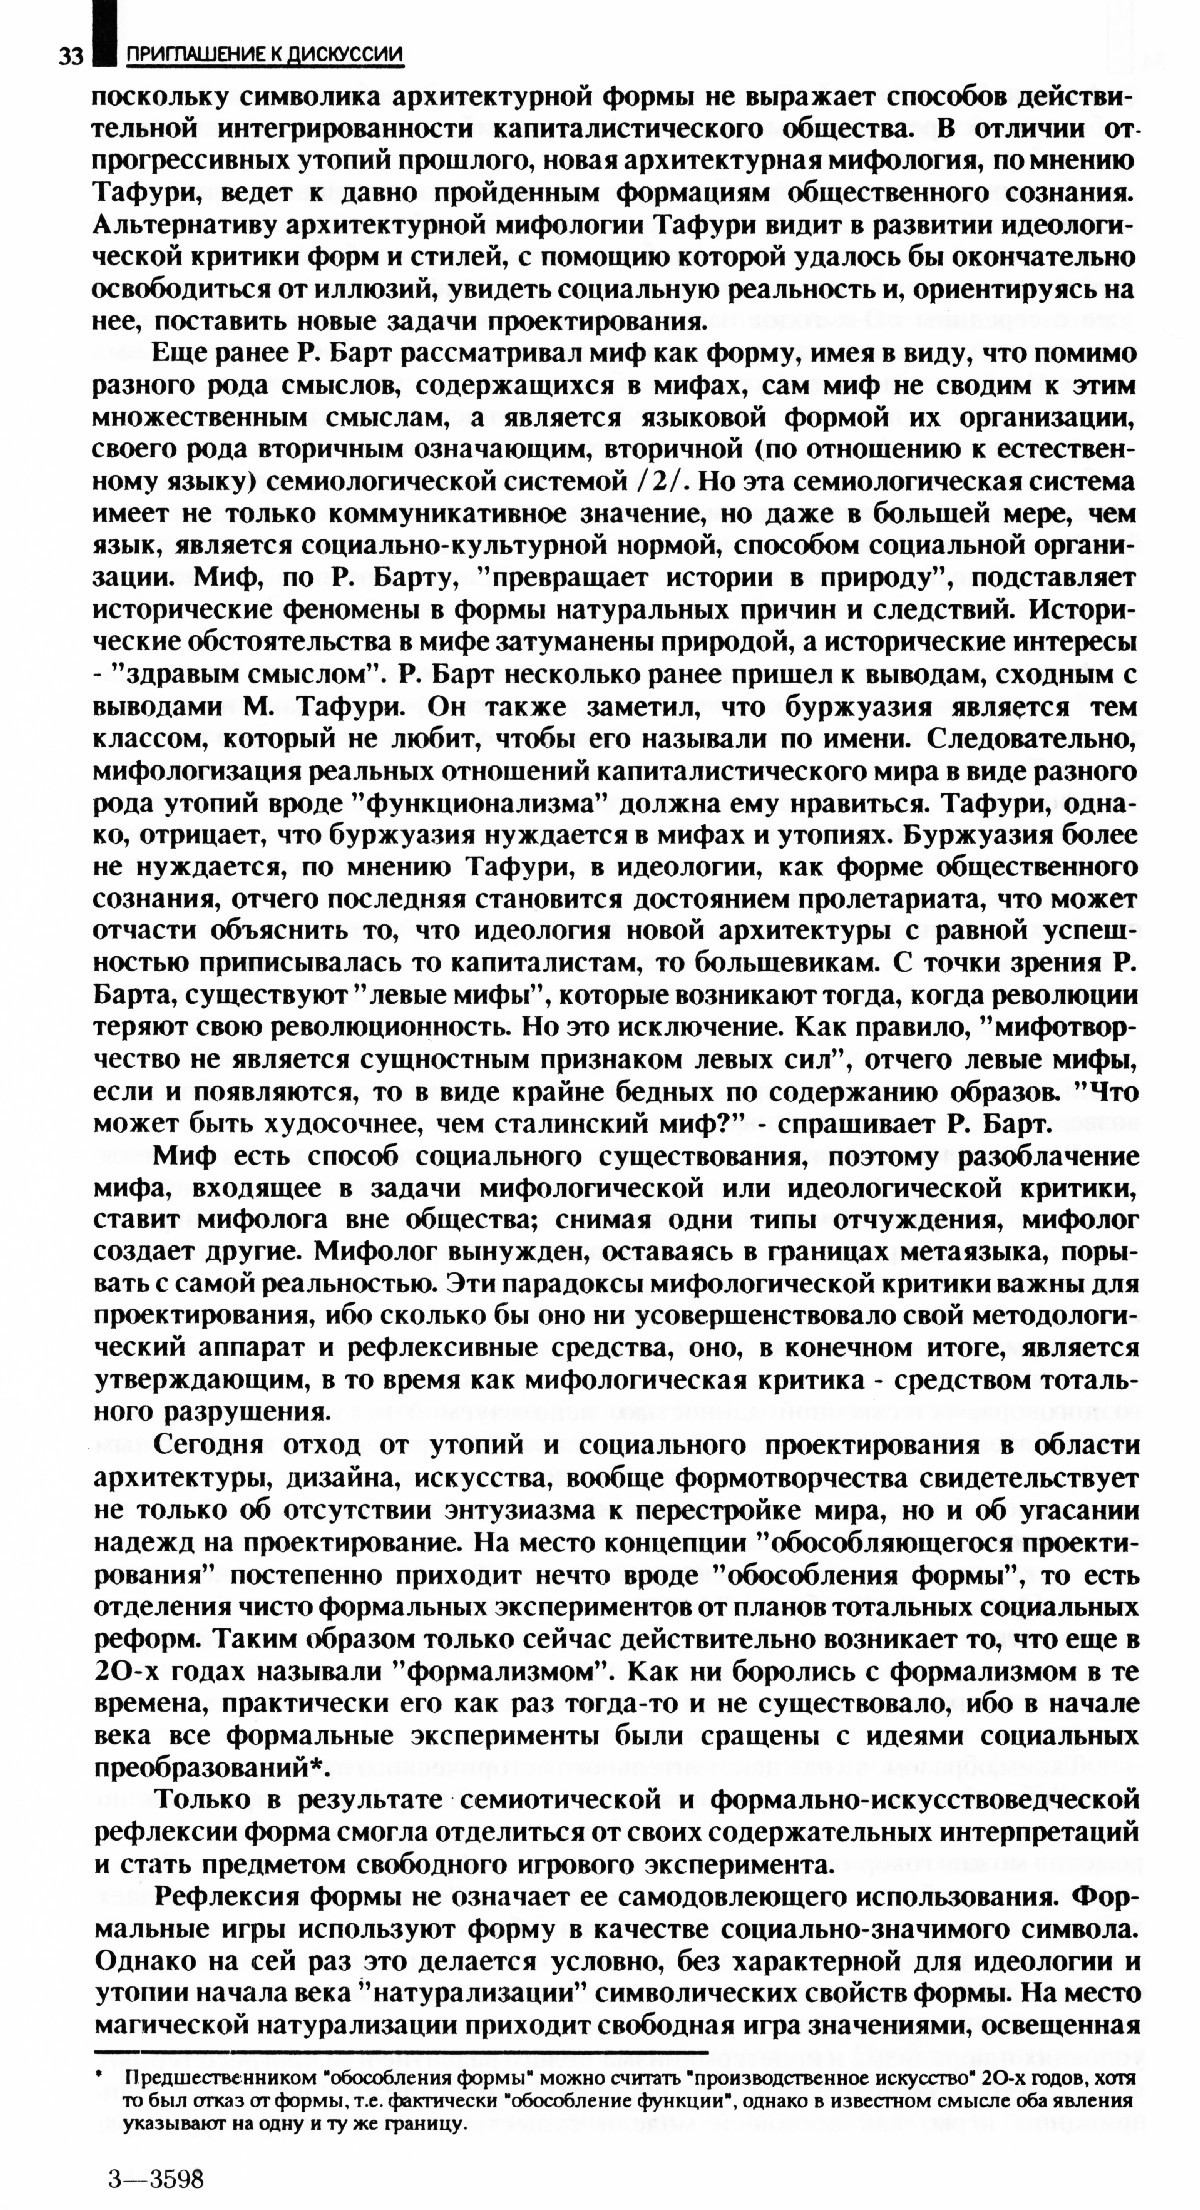 33 ПРИГЛАШЕНИЕ К ДИСКУССИИ
поскольку символика архитектурной формы не выражает способов действи-
тельной интегрированности капиталистического общества. В отличии от
прогрессивных утопий прошлого, новая архитектурная мифология, по мнению
Тафури, ведет к давно пройденным формациям общественного сознания.
Альтернативу архитектурной мифологии Тафури видит в развитии идеологи-
ческой критики форм и стилей, с помощию которой удалось бы окончательно
освободиться от иллюзий, увидеть социальную реальность и, ориентируясь на
нее, поставить новые задачи проектирования.
Еще ранее Р. Барт рассматривал миф как форму, имея в виду, что помимо
разного рода смыслов, содержащихся в мифах, сам миф не сводим к этим
множественным смыслам, а является языковой формой их организации,
своего рода вторичным означающим, вторичной (по отношению к естествен-
ному языку) семиологической системой /2/. Но эта семиологическая система
имеет не только коммуникативное значение, но даже в большей мере, чем
язык, является социально-культурной нормой, способом социальной органи-
зации. Миф, по Р. Барту, ”превращает истории в природу”, подставляет
исторические феномены в формы натуральных причин и следствий. Истори-
ческие обстоятельства в мифе затуманены природой, а исторические интересы
- ”здравым смыслом”. Р. Барт несколько ранее пришел к выводам, сходным с
выводами М. Тафури. Он также заметил, что буржуазия является тем
классом, который не любит, чтобы его называли по имени. Следовательно,
мифологизация реальных отношений капиталистического мира в виде разного
рода утопий вроде ”функционализма” должна ему нравиться. Тафури, одна-
ко, отрицает, что буржуазия нуждается в мифах и утопиях. Буржуазия более
не нуждается, по мнению Тафури, в идеологии, как форме общественного
сознания, отчего последняя становится достоянием пролетариата, что может
отчасти объяснить то, что идеология новой архитектуры с равной успеш-
ностью приписывалась то капиталистам, то большевикам. С точки зрения Р.
Барта, существуют ”левые мифы”, которые возникают тогда, когда революции
теряют свою революционность. Но это исключение. Как правило, ”мифотвор-
чество не является сущностным признаком левых сил”, отчего левые мифы,
если и появляются, то в виде крайне бедных по содержанию образов. ”Что
может быть худосочнее, чем сталинский миф?” - спрашивает Р. Барт.
Миф есть способ социального существования, поэтому разоблачение
мифа, входящее в задачи мифологической или идеологической критики,
ставит мифолога вне общества; снимая одни типы отчуждения, мифолог
создает другие. Мифолог вынужден, оставаясь в границах метаязыка, поры-
вать с самой реальностью. Эти парадоксы мифологической критики важны для
проектирования, ибо сколько бы оно ни усовершенствовало свой методологи-
ческий аппарат и рефлексивные средства, оно, в конечном итоге, является
утверждающим, в то время как мифологическая критика - средством тоталь-
ного разрушения.
Сегодня отход от утопий и социального проектирования в области
архитектуры, дизайна, искусства, вообще формотворчества свидетельствует
не только об отсутствии энтузиазма к перестройке мира, но и об угасании
надежд на проектирование. На место концепции ”обособляющегося проекти-
рования” постепенно приходит нечто вроде ”обособления формы”, то есть
отделения чисто формальных экспериментов от планов тотальных социальных
реформ. Таким образом только сейчас действительно возникает то, что еще в
20-х годах называли ”формализмом”. Как ни боролись с формализмом в те
времена, практически его как раз тогда-то и не существовало, ибо в начале
века все формальные эксперименты были сращены с идеями социальных
преобразований*.
Только в результате семиотической и формально-искусствоведческой
рефлексии форма смогла отделиться от своих содержательных интерпретаций
и стать предметом свободного игрового эксперимента.
Рефлексия формы не означает ее самодовлеющего использования. Фор-
мальные игры используют форму в качестве социально-значимого символа.
Однако на сей раз это делается условно, без характерной для идеологии и
утопии начала века ”натурализации” символических свойств формы. На место
магической натурализации приходит свободная игра значениями, освещенная
* Предшественником "обособления формы" можно считать "производственное искусство" 20-х годов, хотя
то был отказ от формы, т.е. фактически "обособление функции", однако в известном смысле оба явления
указывают на одну и ту же границу.
3—3598